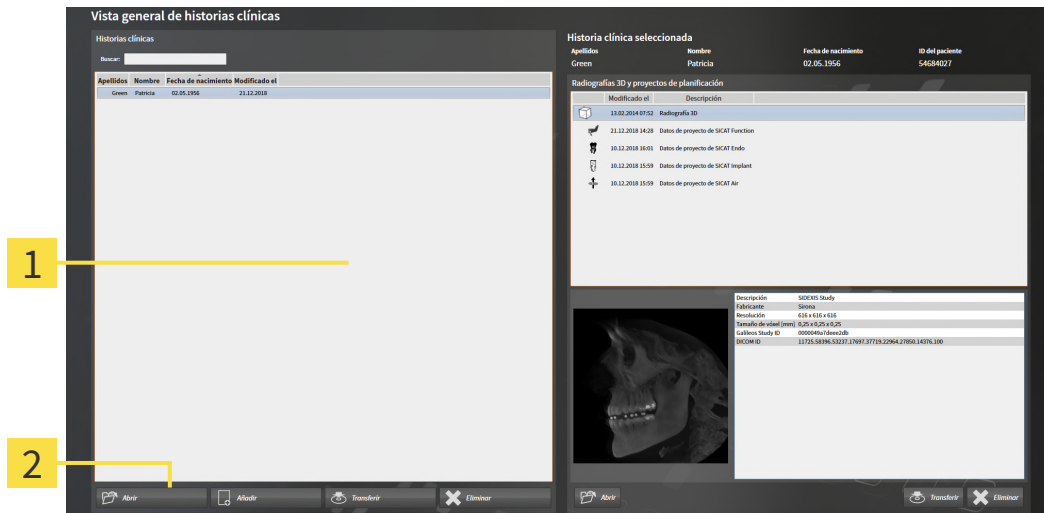 Vista general de historias clínicas
Historias clínicas
Buscar:
Apellidos Nombre Fecha de nacimiento Modificado el
Green Patricia 02.05.1956 21.12.2018
1
2
Abrir Añadir Transferir Eliminar
Historia clínica seleccionada
Apellidos Nombre Fecha de nacimiento ID del paciente
Green Patricia 02.05.1956 54684027
Radiografías 3D y proyectos de planificación
Modificado el Descripción
13.02.2014 07:52 Radiografía 3D
21.12.2018 14:28 Datos de proyecto de SICAT Function
10.12.2018 16:01 Datos de proyecto de SICAT Endo
10.12.2018 15:59 Datos de proyecto de SICAT Implant
10.12.2018 15:59 Datos de proyecto de SICAT Air
Descripción SIDEXIS Study
Fabricante Sirona
Resolución 616 x 616 x 616
Tamaño de vóxel (mm) 0,25 x 0,25 x 0,25
Galileos Study ID 0000049a7deee2db
DICOM ID 11725.58396.53237.17697.37719.22964.27850.14376.100
Abrir Transferir Eliminar